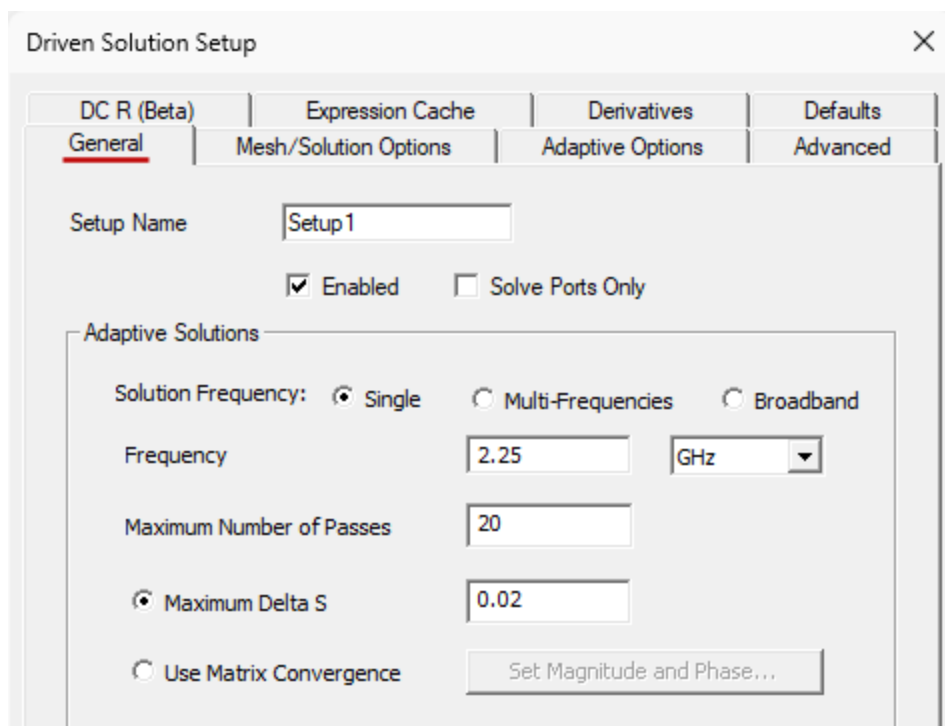 Driven Solution Setup
DC R (Beta) Expression Cache Derivatives Defaults
General Mesh/Solution Options Adaptive Options Advanced
Setup Name Setup1
Enabled Solve Ports Only
Adaptive Solutions
Solution Frequency: Single Multi-Frequencies Broadband
Frequency 2.25 GHz
Maximum Number of Passes 20
Maximum Delta S 0.02
Use Matrix Convergence Set Magnitude and Phase...